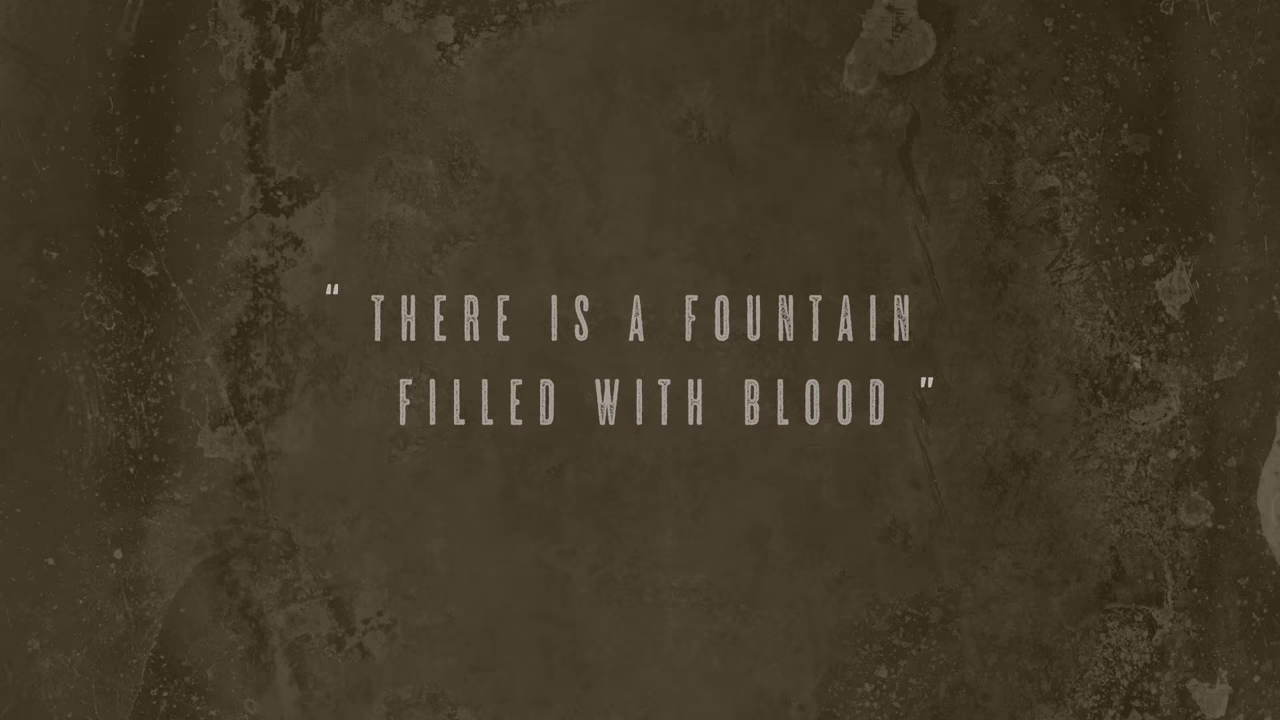 “ THERE IS A FOUNTAIN
FILLED WITH BLOOD ”